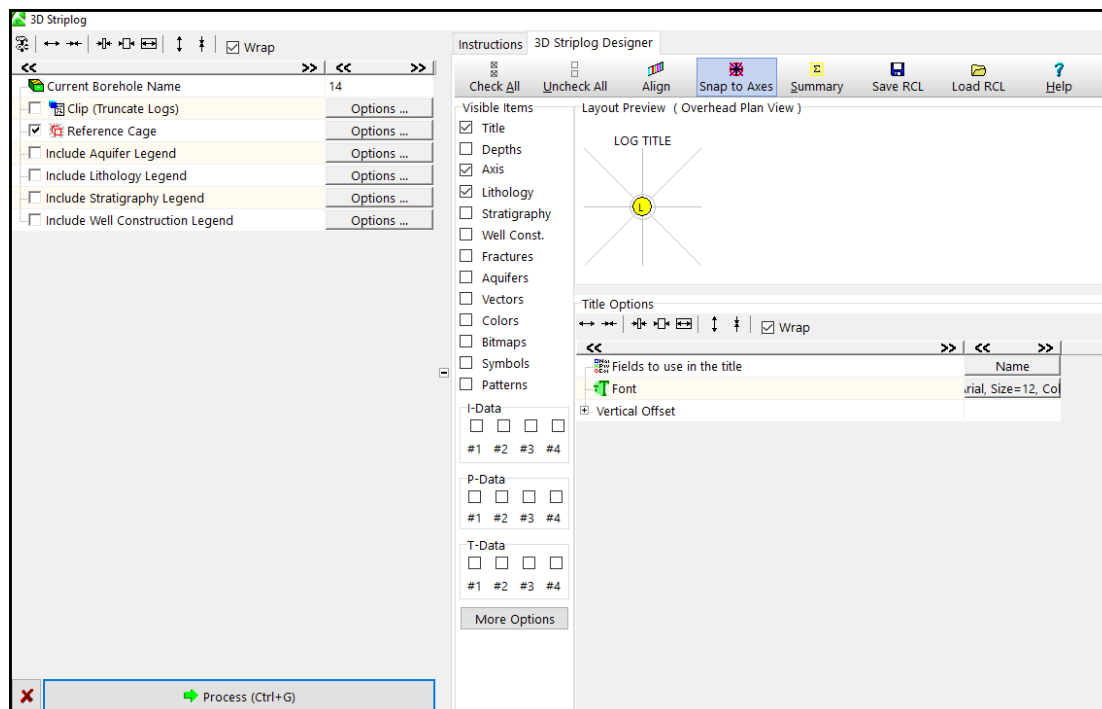 3D Striplog
Wrap
<< >> << >>
Current Borehole Name 14
Clip (Truncate Logs) Options ...
Reference Cage Options ...
Include Aquifer Legend Options ...
Include Lithology Legend Options ...
Include Stratigraphy Legend Options ...
Include Well Construction Legend Options ...
Process (Ctrl+G)
Instructions 3D Striplog Designer
Check All Uncheck All Align Snap to Axes Summary Save RCL Load RCL Help
Visible Items
Title
Depths
Axis
Lithology
Stratigraphy
Well Const.
Fractures
Aquifers
Vectors
Colors
Bitmaps
Symbols
Patterns
I-Data
#1 #2 #3 #4
P-Data
#1 #2 #3 #4
T-Data
#1 #2 #3 #4
More Options
Layout Preview ( Overhead Plan View )
LOG TITLE
L
Title Options
Wrap
<< >> << >>
Fields to use in the title Name
Font rial, Size=12, Col
Vertical Offset